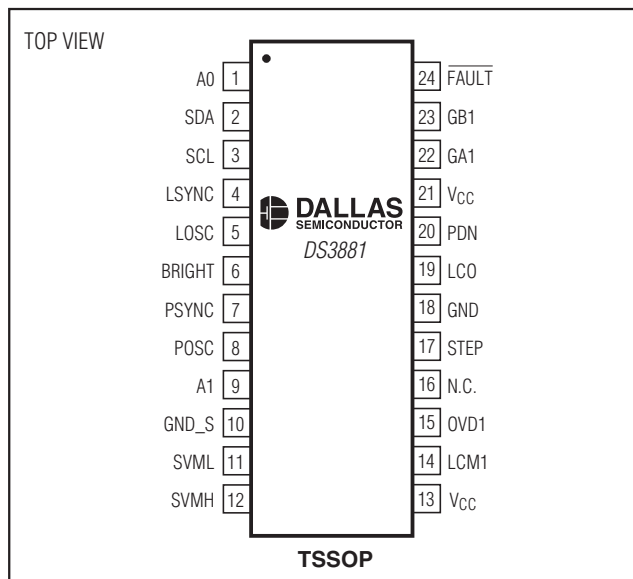 TOP VIEW
A0 1
SDA 2
SCL 3
LSYNC 4
LOSC 5
BRIGHT 6
PSYNC 7
POSC 8
A1 9
GND_S 10
SVML 11
SVMH 12
DALLAS
SEMICONDUCTOR
DS3881
24 FAULT
23 GB1
22 GA1
21 VCC
20 PDN
19 LCO
18 GND
17 STEP
16 N.C.
15 OVD1
14 LCM1
13 VCC
TSSOP